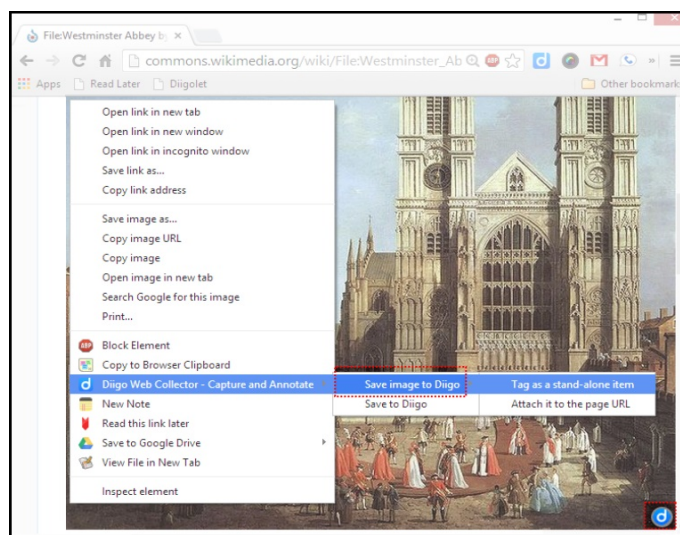 File:Westminster Abbey by
commons.wikimedia.org/wiki/File:Westminster_Ab
Apps Read Later Diigolet Other bookmark
Open link in new tab
Open link in new window
Open link in incognito window
Save link as...
Copy link address
Save image as...
Copy image URL
Copy image
Open image in new tab
Search Google for this image
Print...
ABP Block Element
Copy to Browser Clipboard
d Diigo Web Collector - Capture and Annotate Save image to Diigo Tag as a stand-alone item
New Note Save to Diigo Attach it to the page URL
Read this link later
Save to Google Drive
View File in New Tab
Inspect element
d